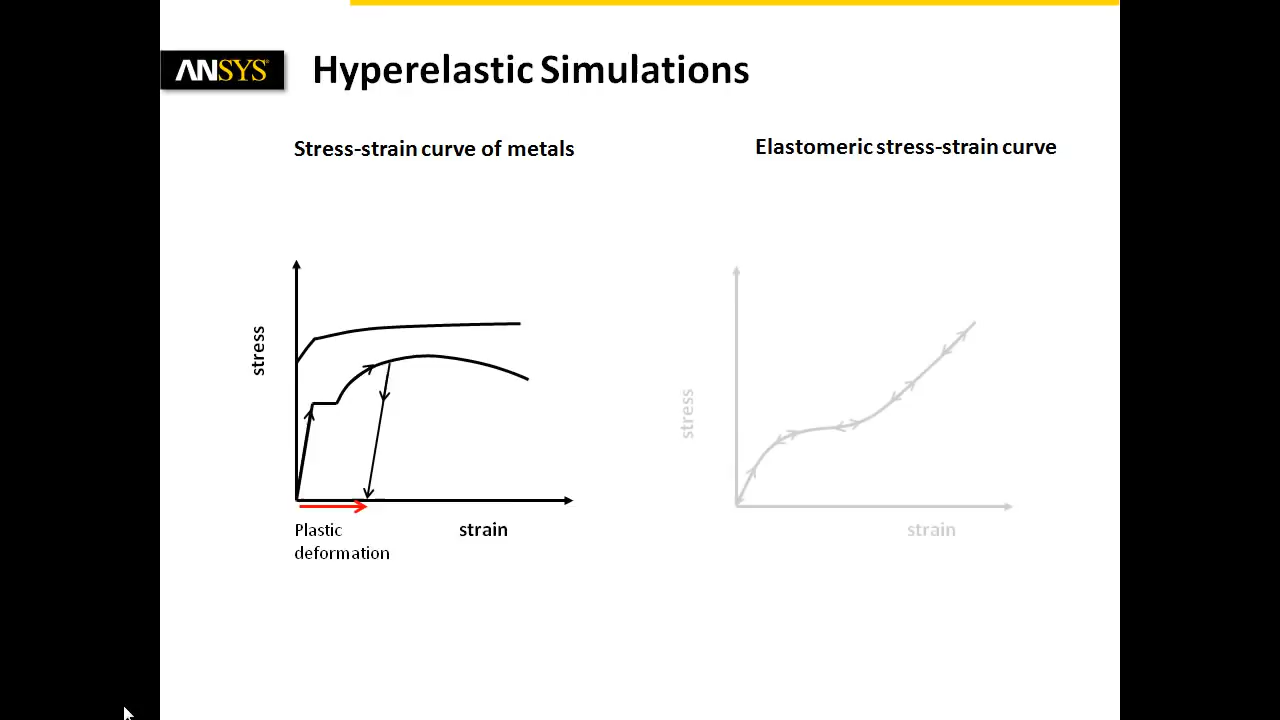 ANSYS®
Hyperelastic Simulations
Stress-strain curve of metals
Elastomeric stress-strain curve
stress
Plastic
deformation
strain
stress
strain